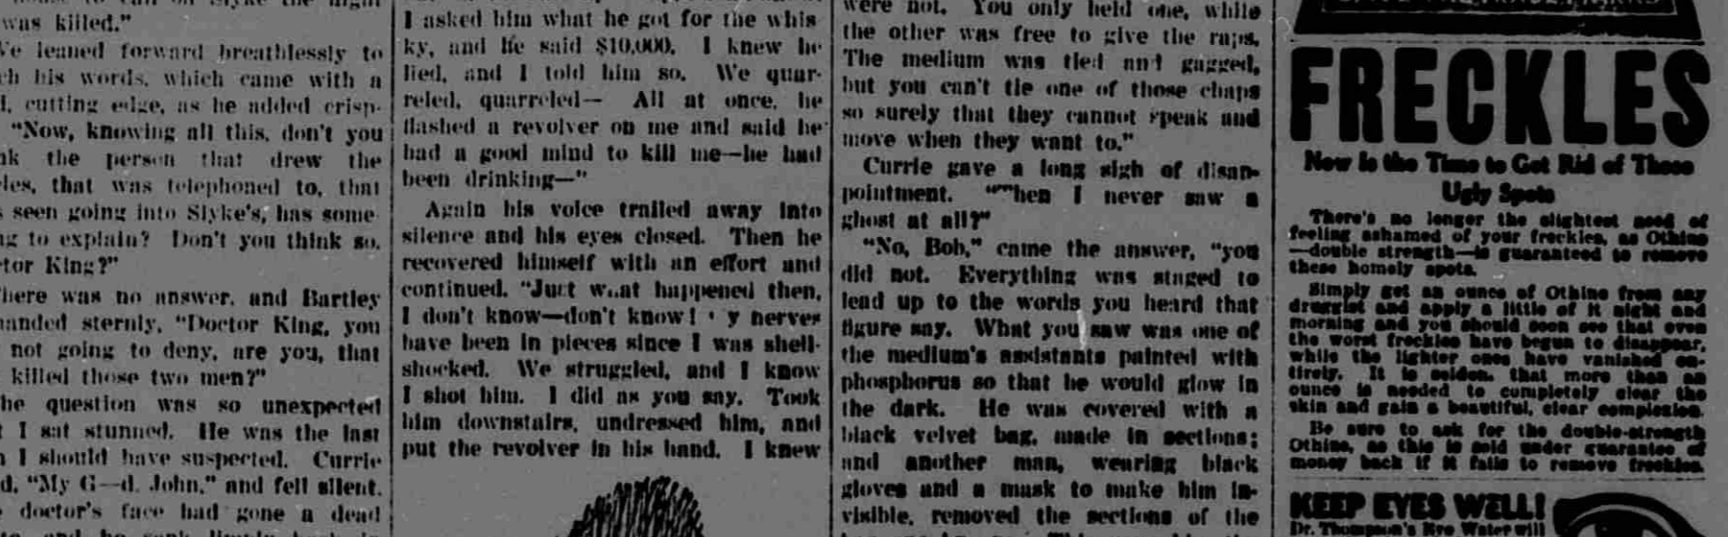 was killed."
We leaned forward breathlessly to
his words, which came with a
cutting edge, as he added crisp-
"Now, knowing all this, don't you
the person that drew the
that was telephoned to, that
seen going into Slyke's, has some-
to explain? Don't you think so,
King?"
There was no answer, and Bartley
sternly, "Doctor King, you
not going to deny, are you, that
killed those two men?"
The question was so unexpected
I sat stunned. He was the last
I should have suspected. Currie
"My G—d, John," and fell silent.
doctor's face had gone a dead
I asked him what he got for the whis-
ky, and he said $10,000. I knew he
lied, and I told him so. We quar-
reled, quarreled— All at once, he
flashed a revolver on me and said he
had a good mind to kill me—he had
been drinking—"
Again his voice trailed away into
silence and his eyes closed. Then he
recovered himself with an effort and
continued. "Just what happened then,
I don't know—don't know! y nerves
have been in pieces since I was shell-
shocked. We struggled, and I know
I shot him. I did as you say. Took
him downstairs, undressed him, and
put the revolver in his hand. I knew
were not. You only held one, while
the other was free to give the raps.
The medium was tied and gagged,
but you can't tie one of those chaps
so surely that they cannot speak and
move when they want to."
Currie gave a long sigh of disap-
pointment. "Then I never saw a
ghost at all?"
"No, Bob," came the answer, "you
did not. Everything was staged to
lead up to the words you heard that
figure say. What you saw was one of
the medium's assistants painted with
phosphorus so that he would glow in
the dark. He was covered with a
black velvet bag, made in sections;
and another man, wearing black
gloves and a mask to make him in-
visible, removed the sections of the
FRECKLES
Now Is the Time to Get Rid of These
Ugly Spots
There's no longer the slightest need of
feeling ashamed of your freckles, as Othine
—double strength—is guaranteed to remove
these homely spots.
Simply get an ounce of Othine from any
druggist and apply a little of it night and
morning and you should soon see that even
the worst freckles have begun to disappear,
while the lighter ones have vanished en-
tirely. It is seldom that more than an
ounce is needed to completely clear the
skin and gain a beautiful, clear complexion.
Be sure to ask for the double-strength
Othine, as this is sold under guarantee of
money back if it fails to remove freckles.
KEEP EYES WELL!
Dr. Thompson's Eye Water will